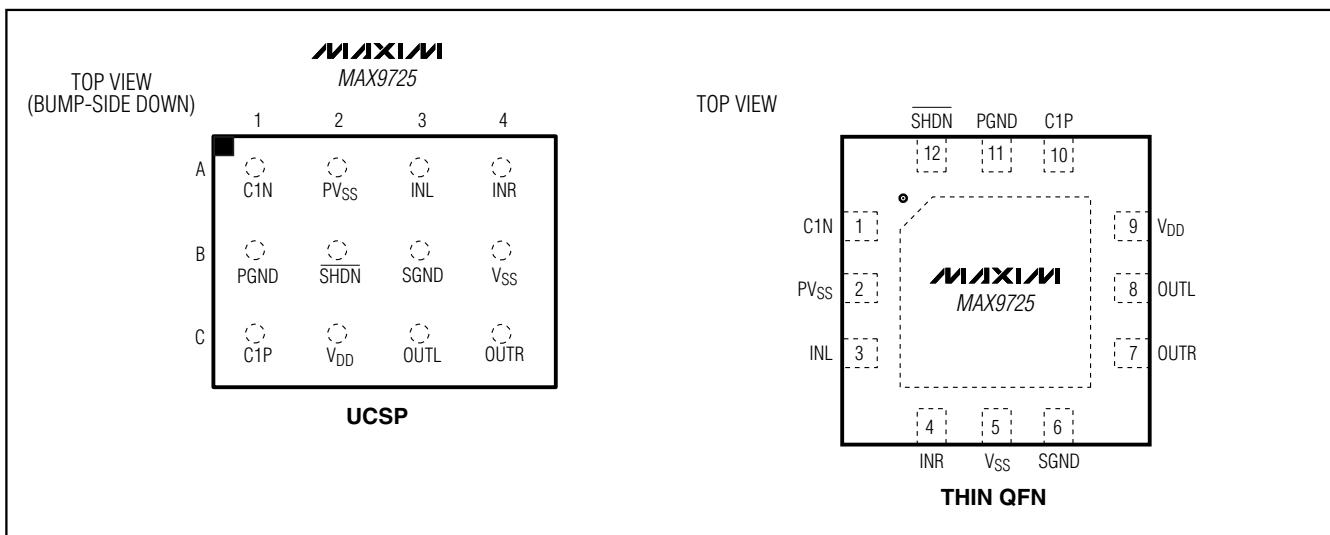 MAXIM
MAX9725
TOP VIEW
(BUMP-SIDE DOWN)
1 2 3 4
A
C1N PVSS INL INR
B
PGND SHDN SGND VSS
C
C1P VDD OUTL OUTR
UCSP
TOP VIEW
SHDN PGND C1P
12 11 10
C1N 1 9 VDD
MAXIM
PVSS 2 8 OUTL
MAX9725
INL 3 7 OUTR
4 5 6
INR VSS SGND
THIN QFN